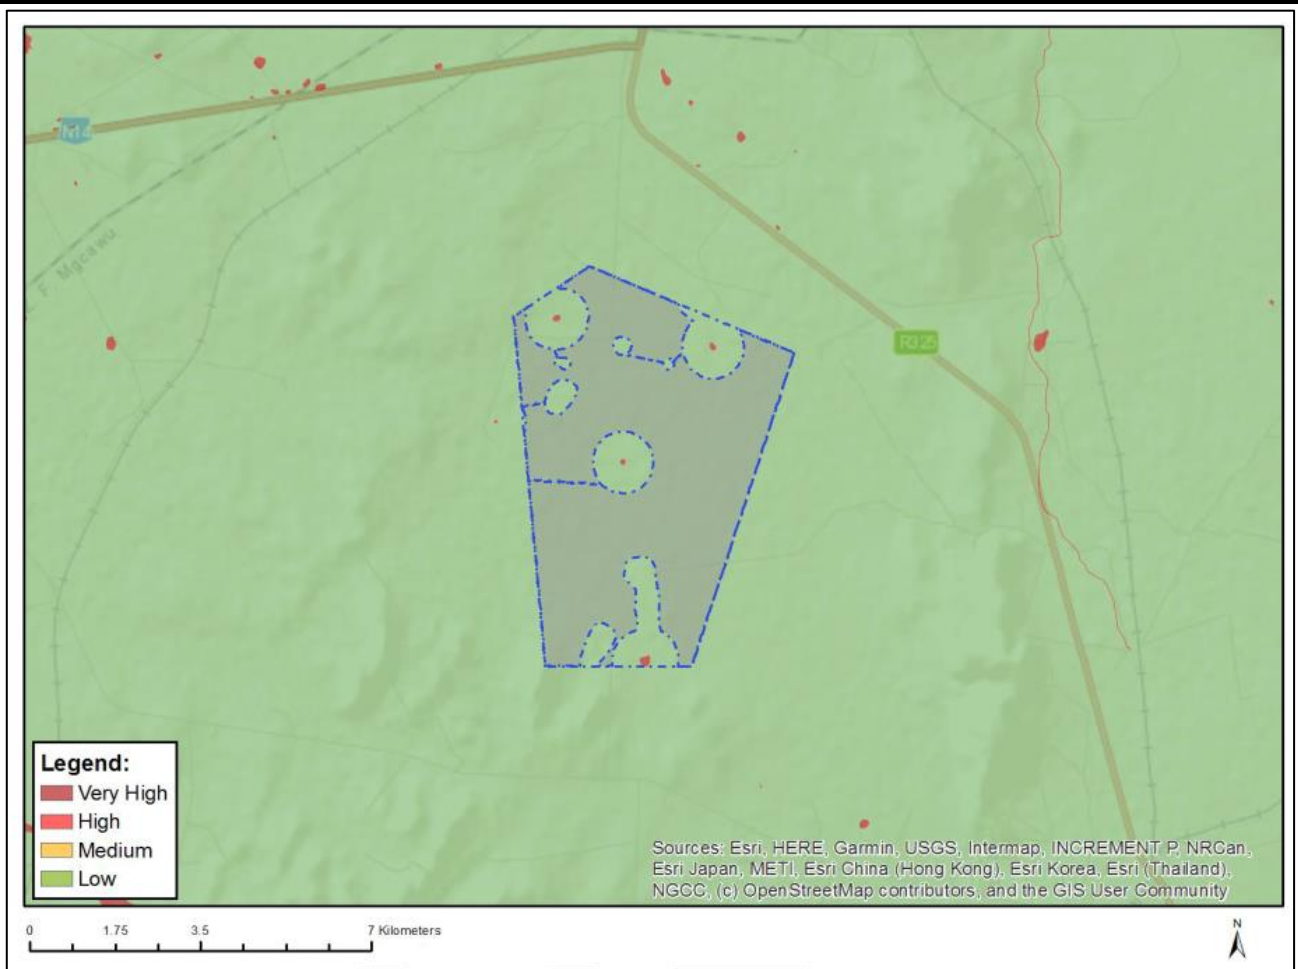 N14
F. Mgcawu
R325
Legend:
Very High
High
Medium
Low
Sources: Esri, HERE, Garmin, USGS, Intermap, INCREMENT P, NRCan,
Esri Japan, METI, Esri China (Hong Kong), Esri Korea, Esri (Thailand),
NGCC, (c) OpenStreetMap contributors, and the GIS User Community
0 1.75 3.5 7 Kilometers
N